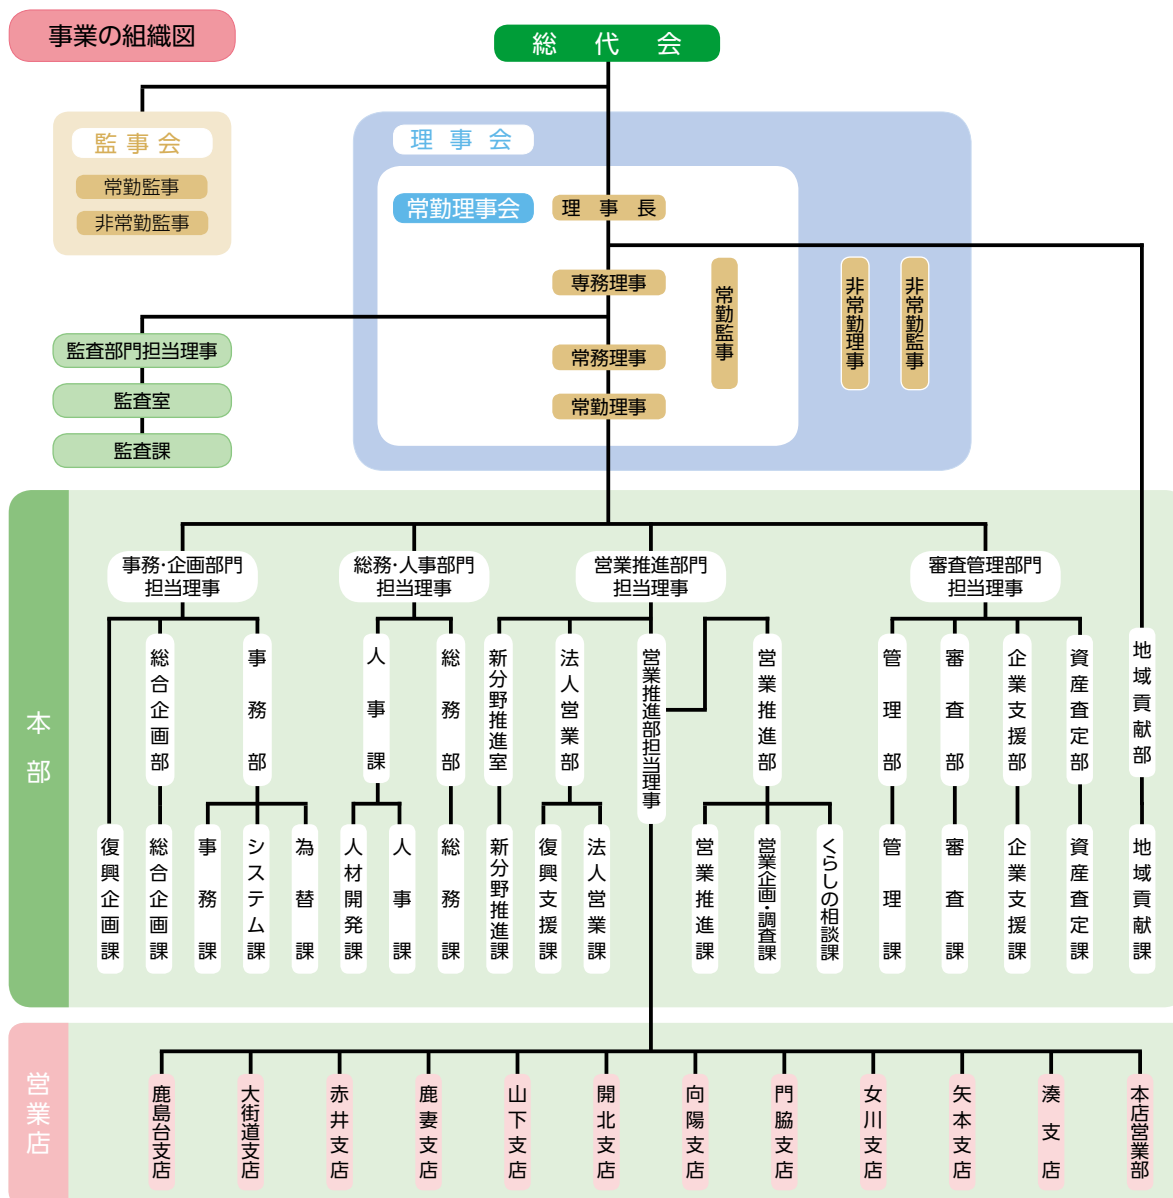 事業の組織図
総代会
監事会
常勤監事
非常勤監事
理事会
常勤理事会
理事長
専務理事
常務理事
常勤理事
常勤監事
非常勤理事
非常勤監事
監査部門担当理事
監査室
監査課
本部
事務・企画部門
担当理事
総務・人事部門
担当理事
営業推進部門
担当理事
審査管理部門
担当理事
総合企画部
事務部
人事課
総務部
新分野推進室
法人営業部
営業推進部担当理事
営業推進部
管理部
審査部
企業支援部
資産査定部
地域貢献部
復興企画課
総合企画課
事務課
システム課
為替課
人材開発課
人事課
総務課
新分野推進課
復興支援課
法人営業課
営業推進課
営業企画・調査課
くらしの相談課
管理課
審査課
企業支援課
資産査定課
地域貢献課
営業店
鹿島台支店
大街道支店
赤井支店
鹿妻支店
山下支店
開北支店
向陽支店
門脇支店
女川支店
矢本支店
湊支店
本店営業部